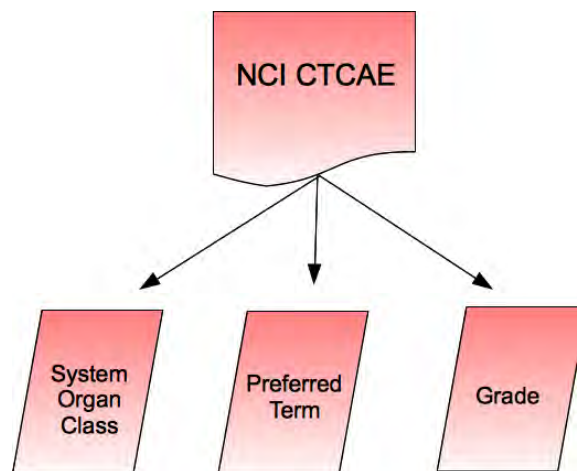 NCI CTCAE
System
Organ
Class
Preferred
Term
Grade